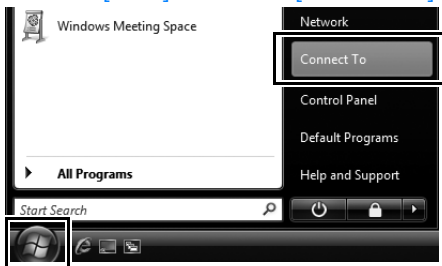 Windows Meeting Space
All Programs
Start Search
Network
Connect To
Control Panel
Default Programs
Help and Support